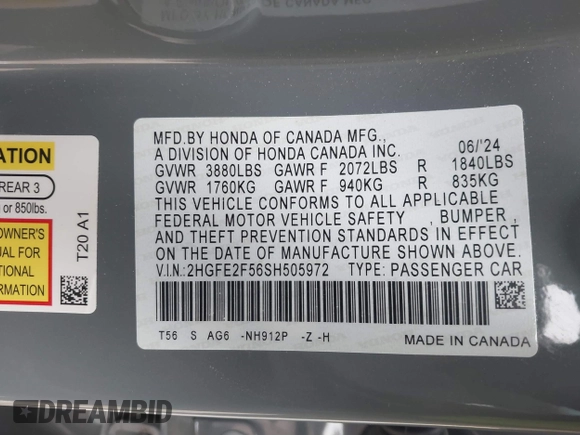 ATION
REAR 3
or 850lbs.
OWNER'S
UAL FOR
TIONAL
MATION
T20 A1
MFD.BY HONDA OF CANADA MFG., 06/'24
A DIVISION OF HONDA CANADA INC.
GVWR 3880LBS GAWR F 2072LBS R 1840LBS
GVWR 1760KG GAWR F 940KG R 835KG
THIS VEHICLE CONFORMS TO ALL APPLICABLE
FEDERAL MOTOR VEHICLE SAFETY , BUMPER ,
AND THEFT PREVENTION STANDARDS IN EFFECT
ON THE DATE OF MANUFACTURE SHOWN ABOVE.
V.I.N.:2HGFE2F56SH505972 TYPE: PASSENGER CAR
T56 S AG6 -NH912P -Z -H
MADE IN CANADA
DREAMBID